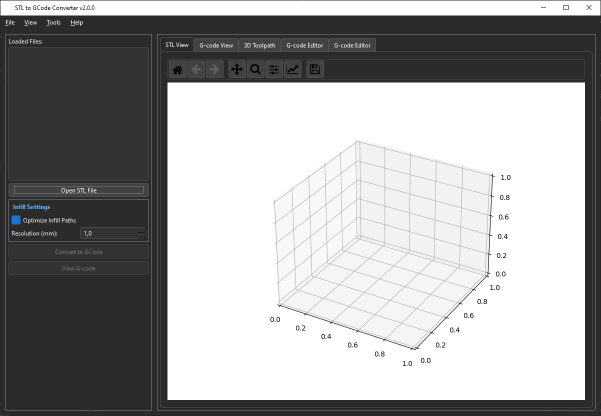 STL to GCode Converter v2.0.0
File View Tools Help
Loaded Files:
Open STL File
Infill Settings
Optimize Infill Paths
Resolution (mm): 1,0
Convert to GCode
View G-code
STL View G-code View 3D Toolpath G-code Editor G-code Editor
1.0
0.8
0.6
0.4
0.2
0.0
1.0
0.8
0.6
0.4
0.2
0.0
0.0
0.2
0.4
0.6
0.8
1.0